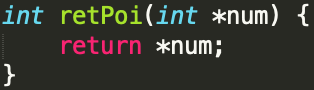 int retPoi(int *num) {
    return *num;
}